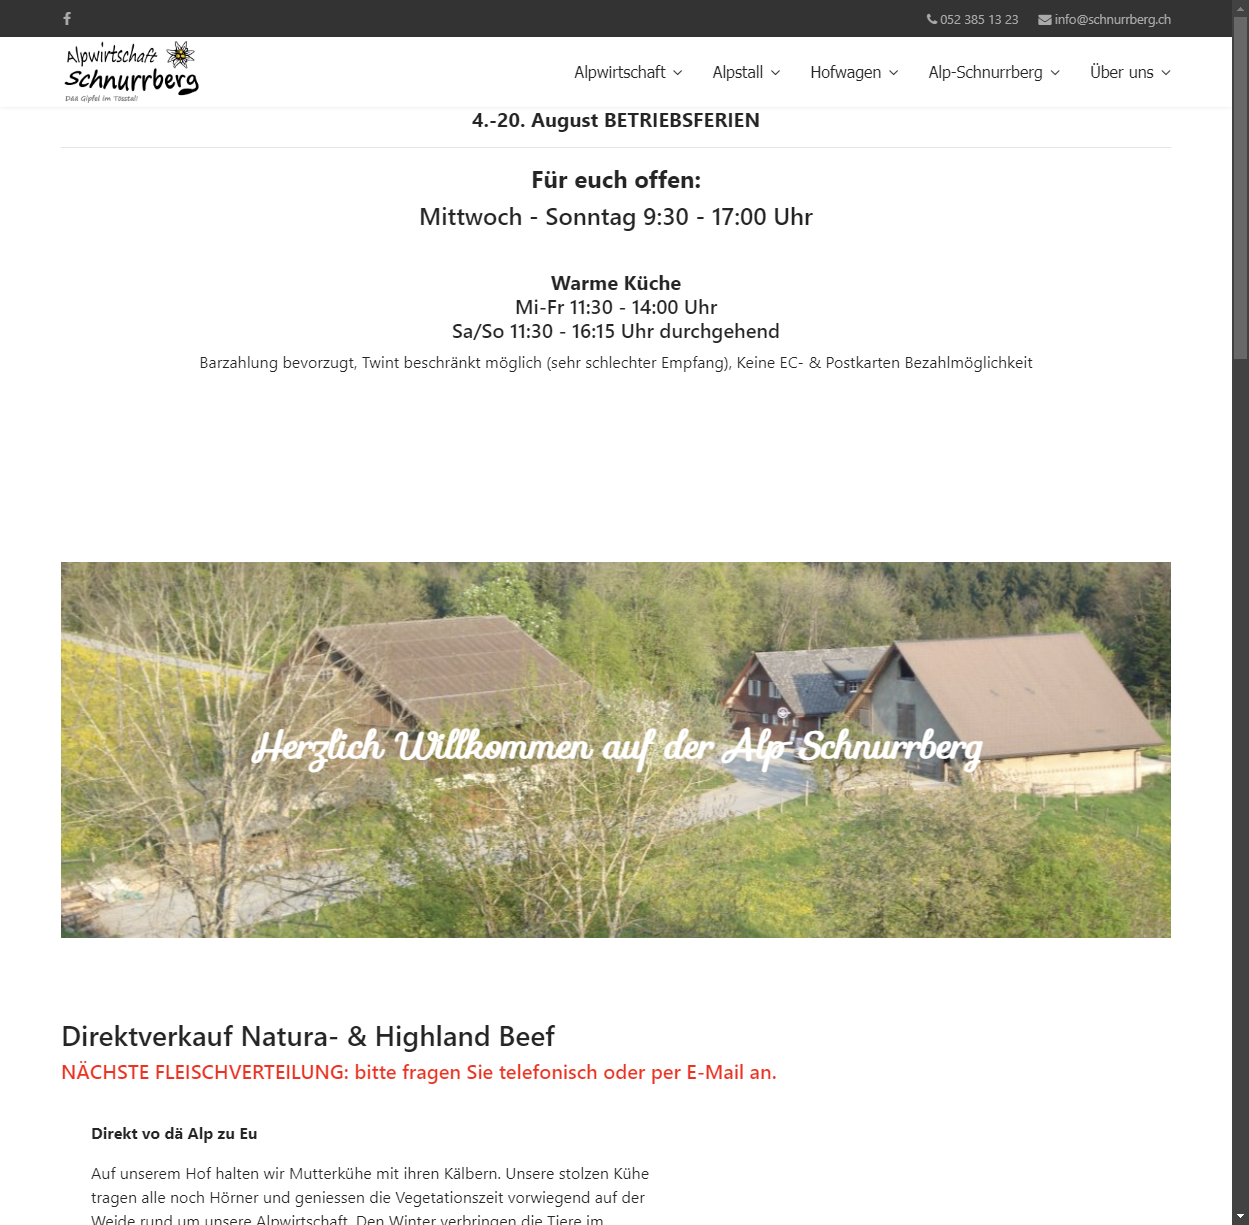 052 385 13 23 info@schnurrberg.ch
Alpwirtschaft
Schnurrberg
Dää Gipfel im Tösstal!
Alpwirtschaft Alpstall Hofwagen Alp-Schnurrberg Über uns
4.-20. August BETRIEBSFERIEN
Für euch offen:
Mittwoch - Sonntag 9:30 - 17:00 Uhr
Warme Küche
Mi-Fr 11:30 - 14:00 Uhr
Sa/So 11:30 - 16:15 Uhr durchgehend
Barzahlung bevorzugt, Twint beschränkt möglich (sehr schlechter Empfang), Keine EC- & Postkarten Bezahlmöglichkeit
Herzlich Willkommen auf der Alp Schnurrberg
Direktverkauf Natura- & Highland Beef
NÄCHSTE FLEISCHVERTEILUNG: bitte fragen Sie telefonisch oder per E-Mail an.
Direkt vo dä Alp zu Eu
Auf unserem Hof halten wir Mutterkühe mit ihren Kälbern. Unsere stolzen Kühe
tragen alle noch Hörner und geniessen die Vegetationszeit vorwiegend auf der
Weide rund um unsere Alpwirtschaft. Den Winter verbringen die Tiere im